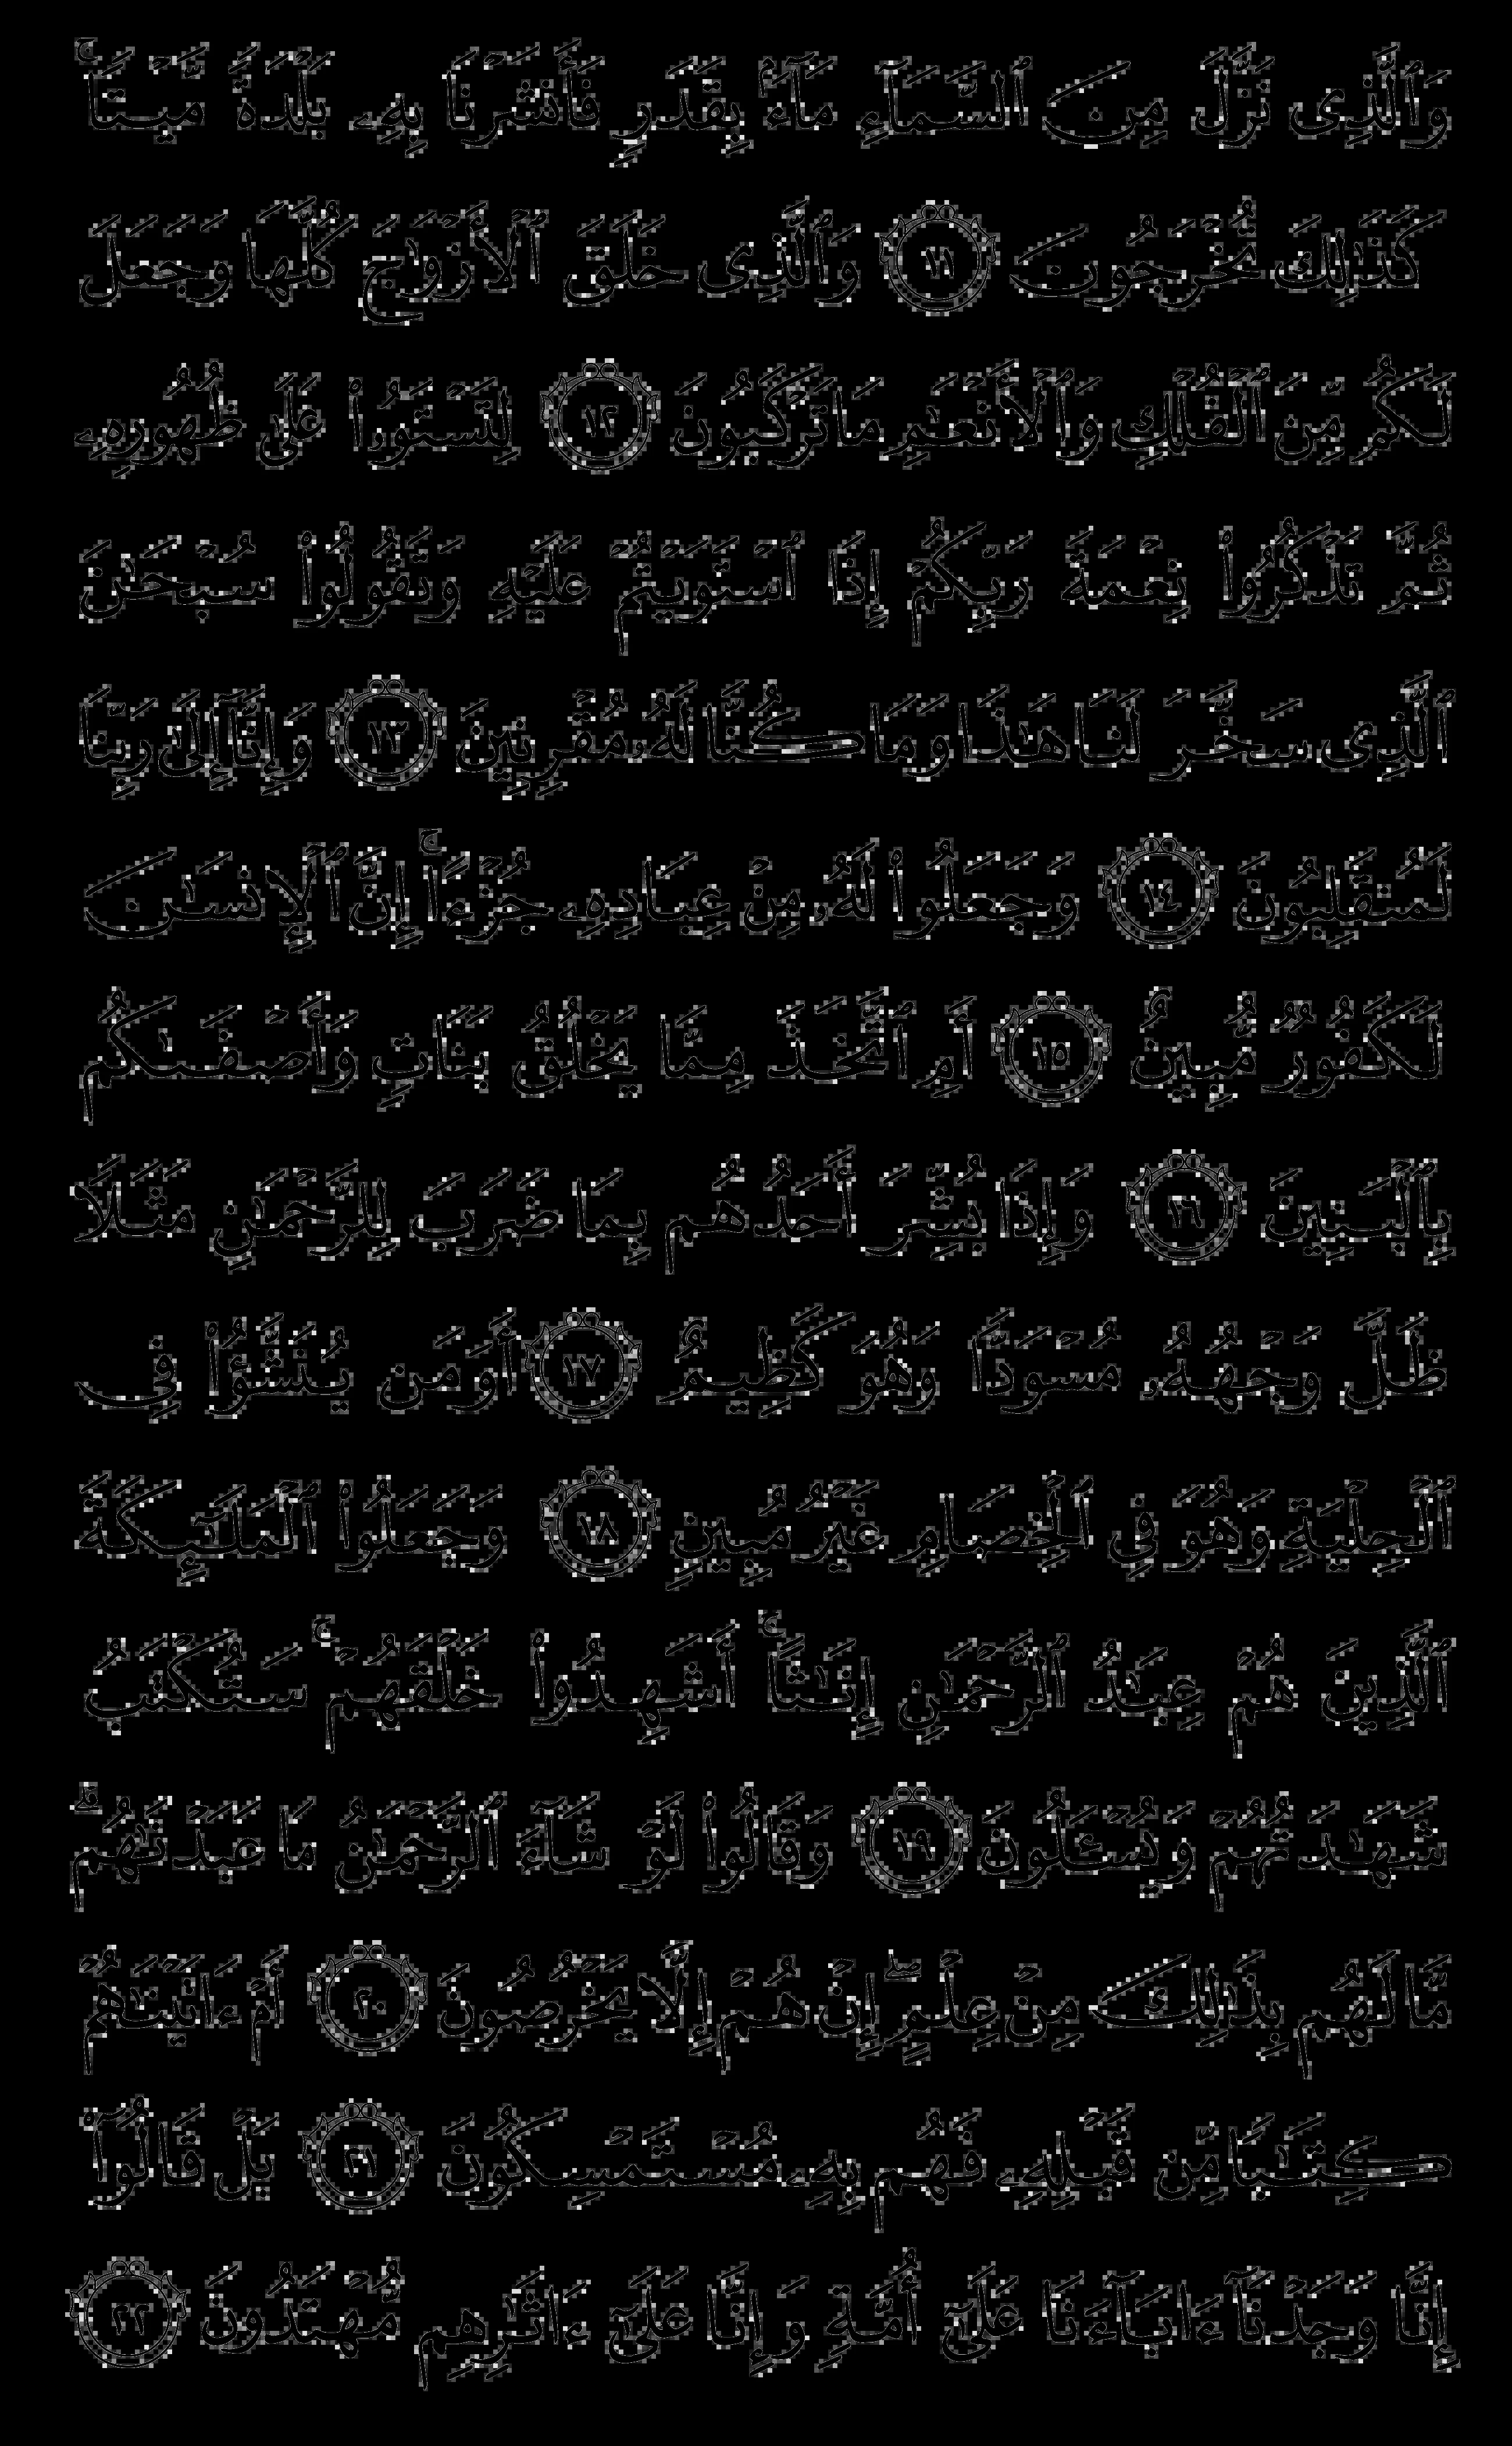 وَٱلَّذِى نَزَّلَ مِنَ ٱلسَّمَآءِ مَآءًۢ بِقَدَرٍ فَأَنشَرْنَا بِهِۦ بَلْدَةً مَّيْتًا ۚ
كَذَٰلِكَ تُخْرَجُونَ ١١ وَٱلَّذِى خَلَقَ ٱلْأَزْوَٰجَ كُلَّهَا وَجَعَلَ
لَكُم مِّنَ ٱلْفُلْكِ وَٱلْأَنْعَـٰمِ مَا تَرْكَبُونَ ١٢ لِتَسْتَوُۥا۟ عَلَىٰ ظُهُورِهِۦ
ثُمَّ تَذْكُرُوا۟ نِعْمَةَ رَبِّكُمْ إِذَا ٱسْتَوَيْتُمْ عَلَيْهِ وَتَقُولُوا۟ سُبْحَـٰنَ
ٱلَّذِى سَخَّرَ لَنَا هَـٰذَا وَمَا كُنَّا لَهُۥ مُقْرِنِينَ ١٣ وَإِنَّآ إِلَىٰ رَبِّنَا
لَمُنقَلِبُونَ ١٤ وَجَعَلُوا۟ لَهُۥ مِنْ عِبَادِهِۦ جُزْءًا ۚ إِنَّ ٱلْإِنسَـٰنَ
لَكَفُورٌ مُّبِينٌ ١٥ أَمِ ٱتَّخَذَ مِمَّا يَخْلُقُ بَنَاتٍ وَأَصْفَىٰكُم
بِٱلْبَنِينَ ١٦ وَإِذَا بُشِّرَ أَحَدُهُم بِمَا ضَرَبَ لِلرَّحْمَـٰنِ مَثَلًا
ظَلَّ وَجْهُهُۥ مُسْوَدًّا وَهُوَ كَظِيمٌ ١٧ أَوَمَن يُنَشَّؤُا۟ فِى
ٱلْحِلْيَةِ وَهُوَ فِى ٱلْخِصَامِ غَيْرُ مُبِينٍ ١٨ وَجَعَلُوا۟ ٱلْمَلَـٰٓئِكَةَ
ٱلَّذِينَ هُمْ عِبَـٰدُ ٱلرَّحْمَـٰنِ إِنَـٰثًا ۚ أَشَهِدُوا۟ خَلْقَهُمْ ۚ سَتُكْتَبُ
شَهَـٰدَتُهُمْ وَيُسْـَٔلُونَ ١٩ وَقَالُوا۟ لَوْ شَآءَ ٱلرَّحْمَـٰنُ مَا عَبَدْنَـٰهُم ۗ
مَّا لَهُم بِذَٰلِكَ مِنْ عِلْمٍ ۖ إِنْ هُمْ إِلَّا يَخْرُصُونَ ٢٠ أَمْ ءَاتَيْنَـٰهُمْ
كِتَـٰبًا مِّن قَبْلِهِۦ فَهُم بِهِۦ مُسْتَمْسِكُونَ ٢١ بَلْ قَالُوٓا۟
إِنَّا وَجَدْنَآ ءَابَآءَنَا عَلَىٰٓ أُمَّةٍ وَإِنَّا عَلَىٰٓ ءَاثَـٰرِهِم مُّهْتَدُونَ ٢٢